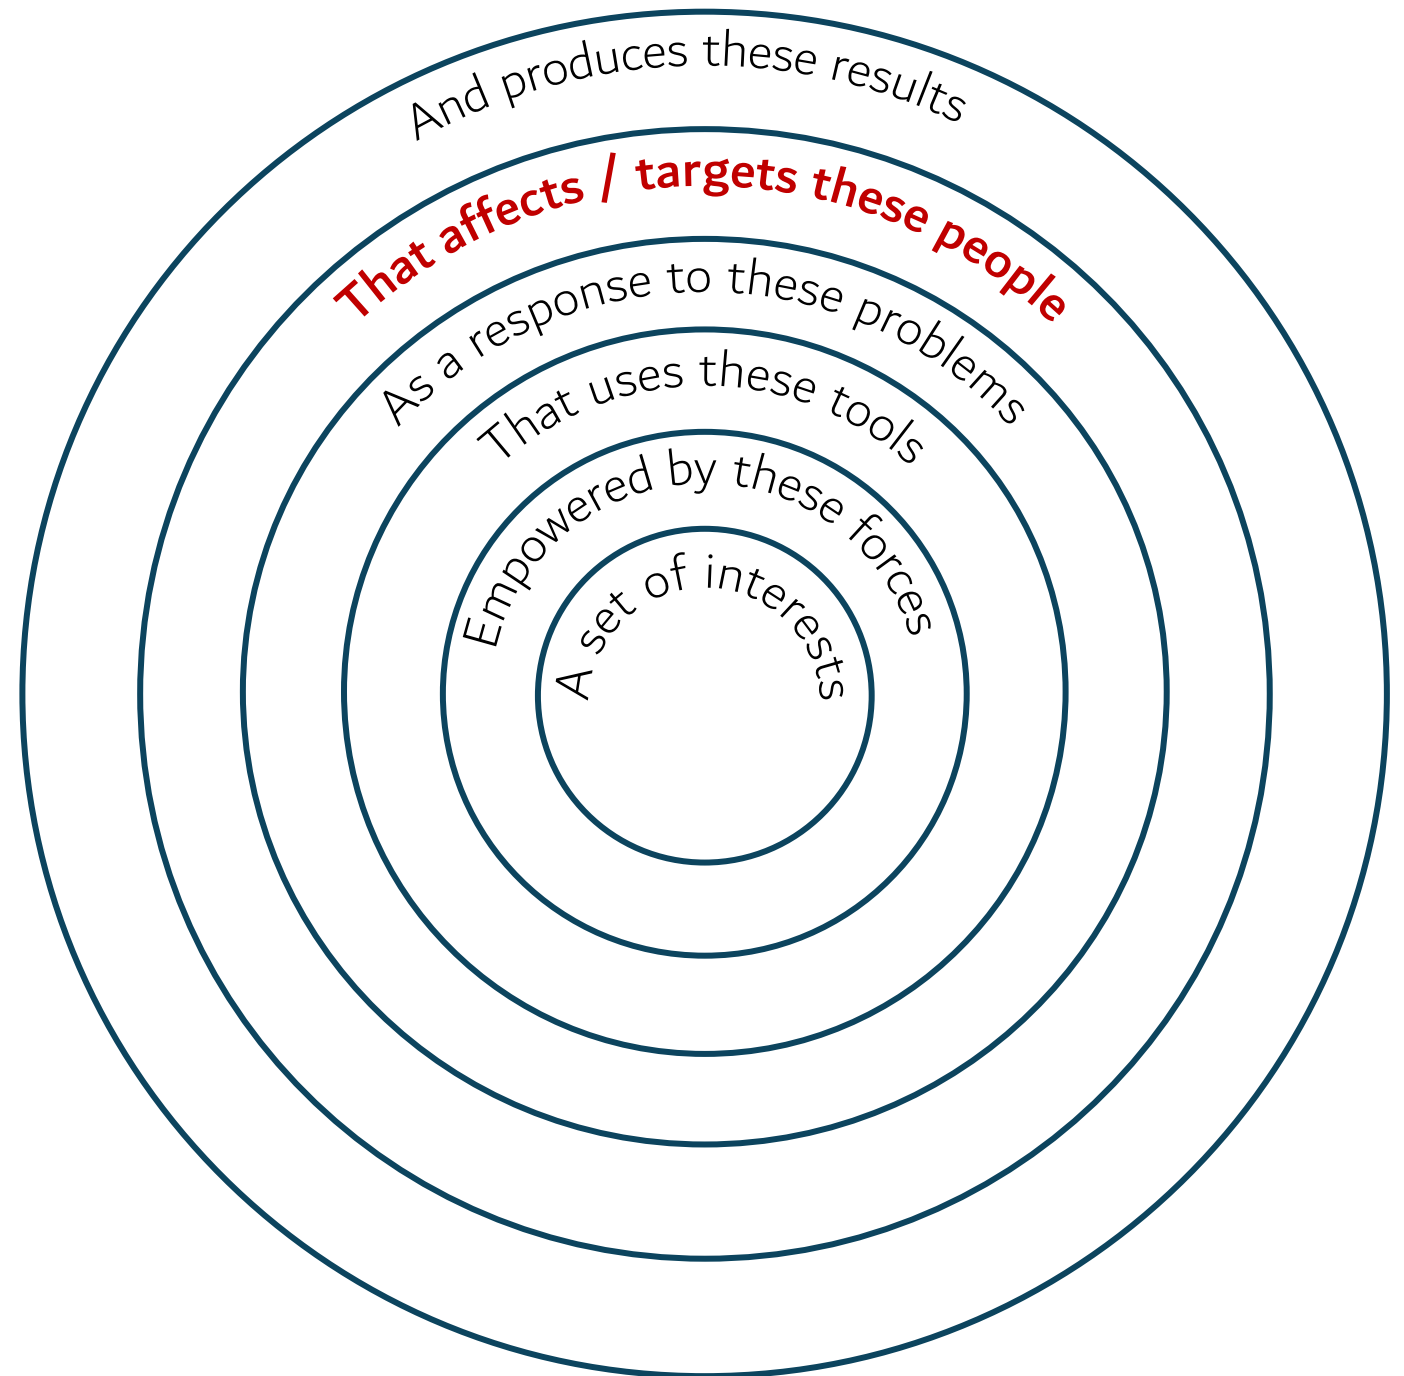 And produces these results
That affects / targets these people
As a response to these problems
That uses these tools
Empowered by these forces
A set of interests